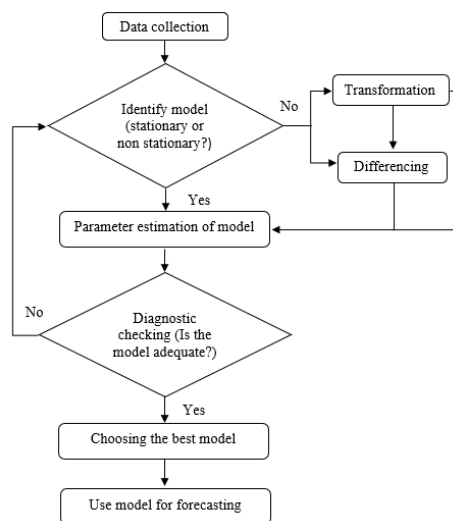 Data collection
Identify model
(stationary or
non stationary?)
No
Transformation
Differencing
Yes
Parameter estimation of model
No
Diagnostic
checking (Is the
model adequate?)
Yes
Choosing the best model
Use model for forecasting